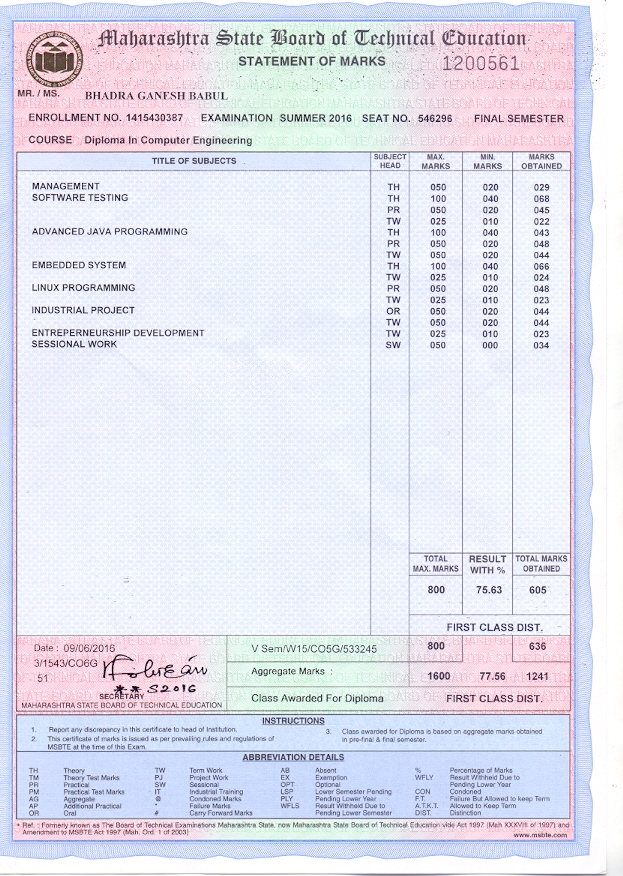 Maharashtra State Board of Technical Education
STATEMENT OF MARKS
1200561
MR. / MS. BHADRA GANESH BABUL
ENROLLMENT NO. 1415430387 EXAMINATION SUMMER 2016 SEAT NO. 546296 FINAL SEMESTER
COURSE Diploma In Computer Engineering
TITLE OF SUBJECTS SUBJECT HEAD MAX. MARKS MIN. MARKS MARKS OBTAINED
MANAGEMENT TH 050 020 029
SOFTWARE TESTING TH 100 040 068
PR 050 020 045
TW 025 010 022
ADVANCED JAVA PROGRAMMING TH 100 040 043
PR 050 020 048
TW 050 020 044
EMBEDDED SYSTEM TH 100 040 066
TW 025 010 024
LINUX PROGRAMMING PR 050 020 048
TW 025 010 023
INDUSTRIAL PROJECT OR 050 020 044
TW 050 020 044
ENTREPERNEURSHIP DEVELOPMENT TW 025 010 023
SESSIONAL WORK SW 050 000 034
TOTAL MAX. MARKS RESULT WITH % TOTAL MARKS OBTAINED
800 75.63 605
FIRST CLASS DIST.
Date : 09/06/2016 V Sem/W15/CO5G/533245 800 636
3/1543/CO6G
51
Aggregate Marks : 1600 77.56 1241
S2016
SECRETARY
MAHARASHTRA STATE BOARD OF TECHNICAL EDUCATION
Class Awarded For Diploma FIRST CLASS DIST.
INSTRUCTIONS
1. Report any discrepancy in this certificate to head of Institution.
2. This certificate of marks is issued as per prevailing rules and regulations of
MSBTE at the time of this Exam.
3. Class awarded for Diploma is based on aggregate marks obtained
in pre-final & final semester.
ABBREVIATION DETAILS
TH Theory TW Term Work AB Absent % Percentage of Marks
TM Theory Test Marks PJ Project Work EX Exemption WFLY Result Withheld Due to
PR Practical SW Sessional OPT Optional Pending Lower Year
PM Practical Test Marks IT Industrial Training LSP Lower Semester Pending CON Condoned
AG Aggregate @ Condoned Marks PLY Pending Lower Year F.T. Failure But Allowed to keep Term
AP Additional Practical * Failure Marks WFLS Result Withheld Due to A.T.K.T. Allowed to Keep Term
OR Oral # Carry Forward Marks Pending Lower Semester DIST. Distinction
* Ref. : Formerly known as The Board of Technical Examinations Maharashtra State, now Maharashtra State Board of Technical Education vide Act 1997 (Mah XXXVIII of 1997) and
Amendment to MSBTE Act 1997 (Mah. Ord. 1 of 2003)
www.msbte.com